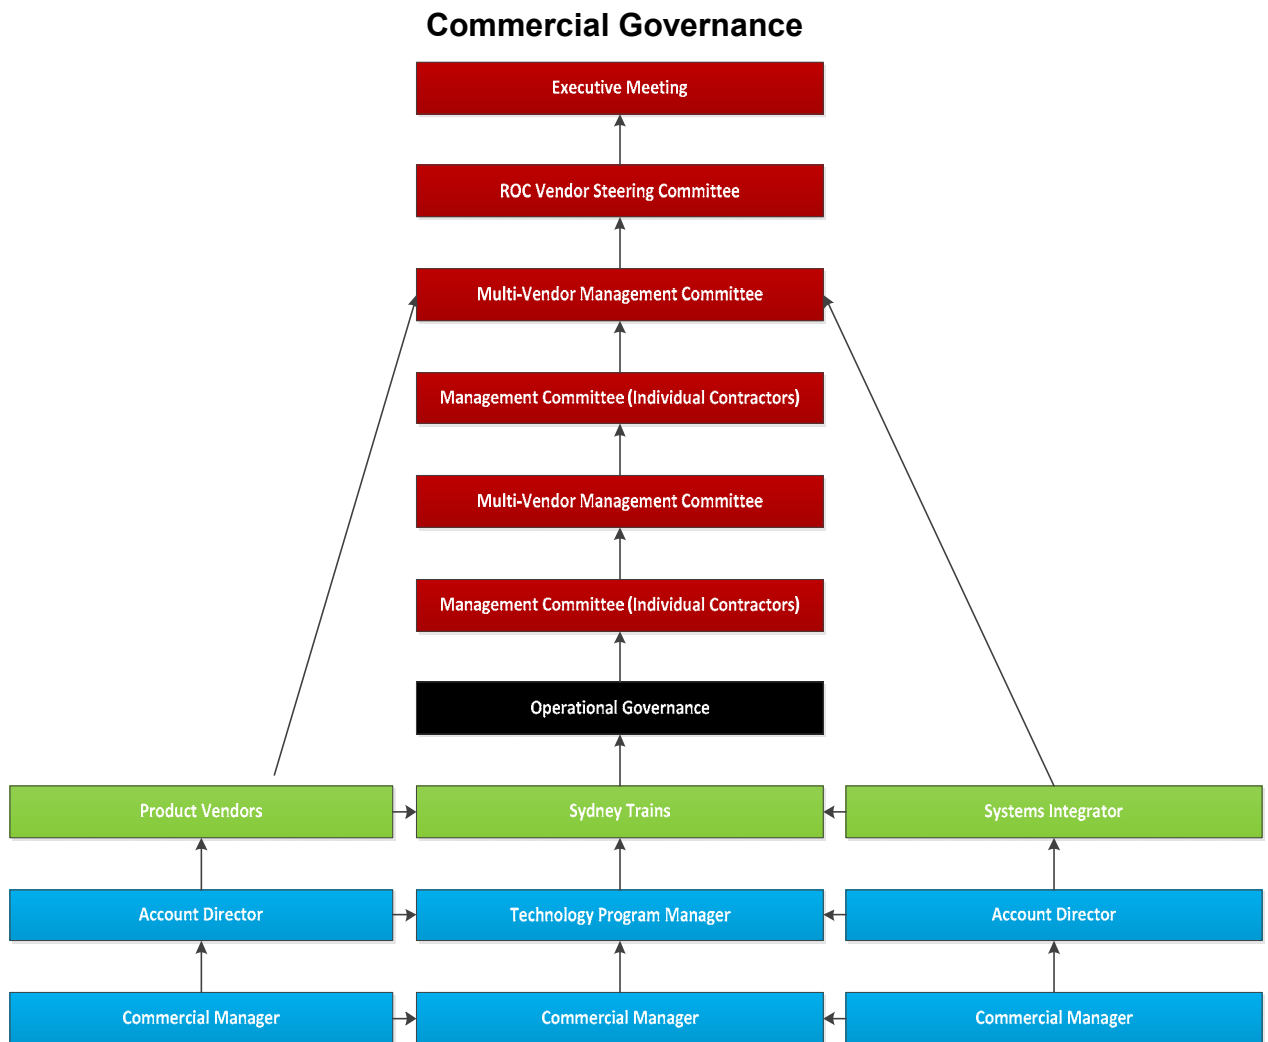 Commercial Governance
Executive Meeting
ROC Vendor Steering Committee
Multi-Vendor Management Committee
Management Committee (Individual Contractors)
Multi-Vendor Management Committee
Management Committee (Individual Contractors)
Operational Governance
Product Vendors
Sydney Trains
Systems Integrator
Account Director
Technology Program Manager
Account Director
Commercial Manager
Commercial Manager
Commercial Manager